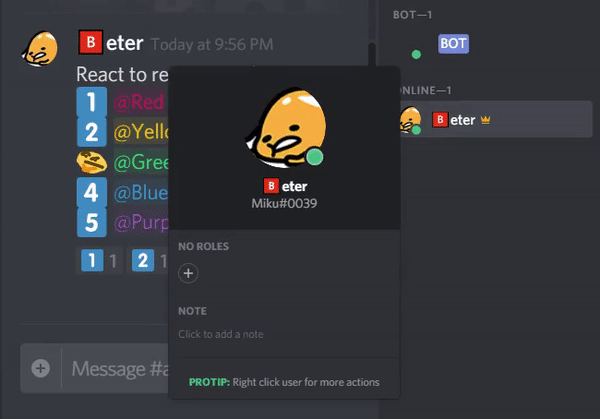 B eter Today at 9:56 PM
React to re
1 @Red
2 @Yello
@Gree
4 @Blue
5 @Purp
1 1 2 1
Message #a
B eter
Miku#0039
NO ROLES
NOTE
Click to add a note
PROTIP: Right click user for more actions
BOT—1
BOT
ONLINE—1
B eter